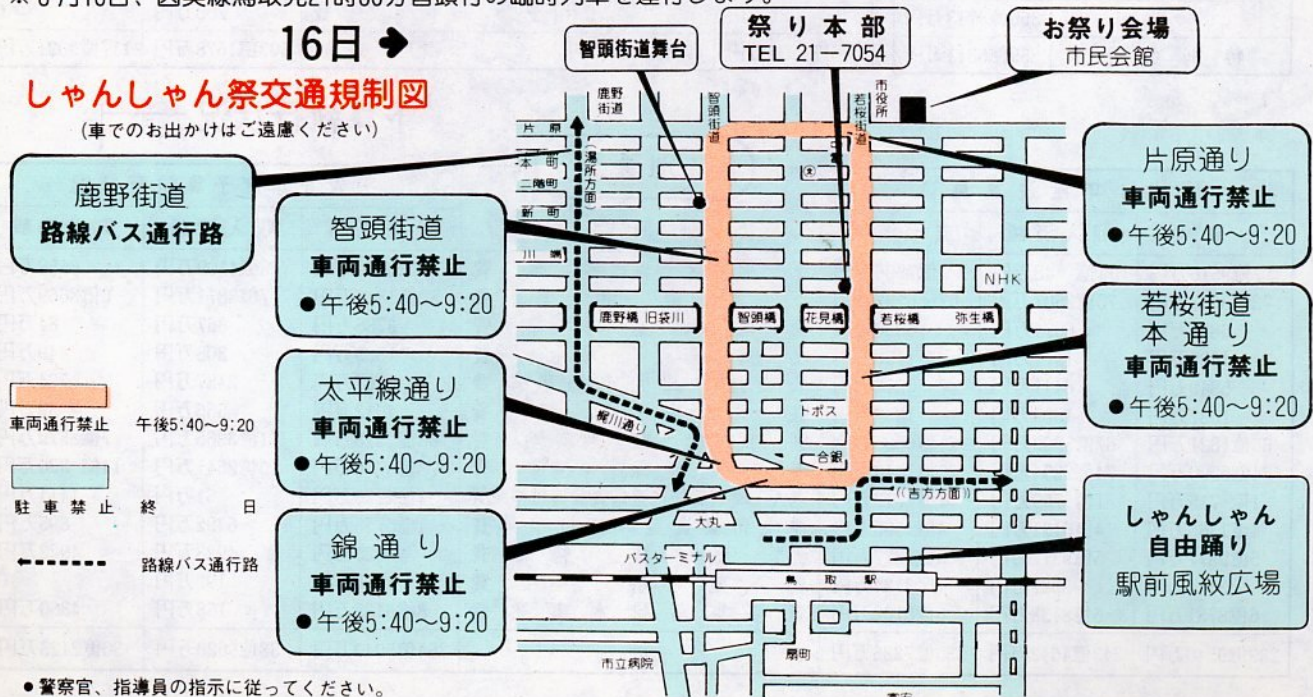 16日 →
しゃんしゃん祭交通規制図
(車でのお出かけはご遠慮ください)
智頭街道舞台
祭り本部
TEL 21-7054
お祭り会場
市民会館
鹿野街道
路線バス通行路
智頭街道
車両通行禁止
●午後5:40〜9:20
太平線通り
車両通行禁止
●午後5:40〜9:20
錦通り
車両通行禁止
●午後5:40〜9:20
片原通り
車両通行禁止
●午後5:40〜9:20
若桜街道
本通り
車両通行禁止
●午後5:40〜9:20
しゃんしゃん
自由踊り
駅前風紋広場
車両通行禁止 午後5:40〜9:20
駐車禁止 終日
路線バス通行路
鹿野
街道
智頭街道
若桜街道
市役所
片原
本町
二階町
新町
川端
(湯所方面)
中電
NHK
鹿野橋 旧袋川 智頭橋 花見橋 若桜橋 弥生橋
梶川通り
トポス
合銀
((吉方方面))
大丸
バスターミナル
鳥取駅
市立病院
扇町
●警察官、指導員の指示に従ってください。